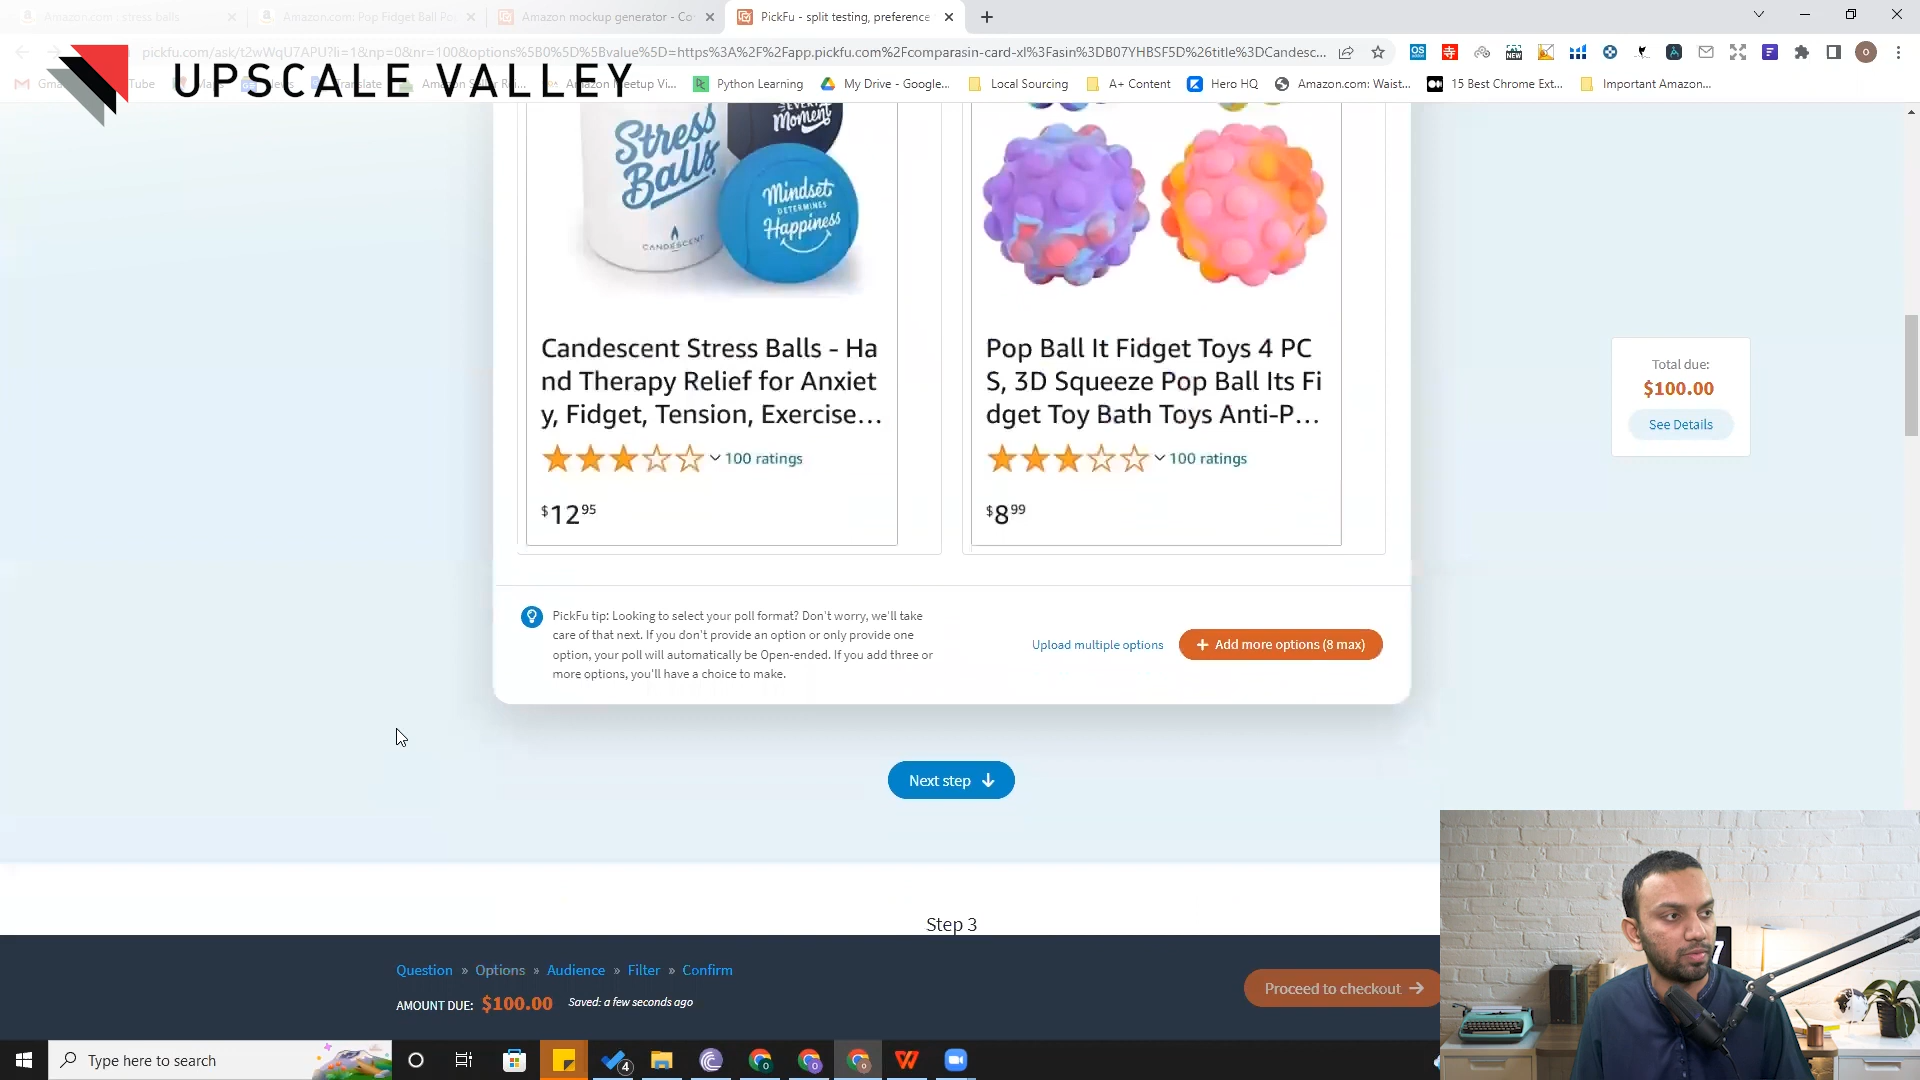 Amazon.com : stress balls
Amazon.com: Pop Fidget Ball Po
Amazon mockup generator - Co
PickFu - split testing, preference
pickfu.com/ask/t2wWqU7APU?li=1&np=0&nr=100&options%5B0%5D%5Bvalue%5D=https%3A%2F%2Fapp.pickfu.com%2Fcomparasin-card-xl%3Fasin%3DB07YHBSF5D%26title%3DCandesc...
UPSCALE VALLEY
Python Learning
My Drive - Google...
Local Sourcing
A+ Content
Hero HQ
Amazon.com: Waist...
15 Best Chrome Ext...
Important Amazon...
Stress
Balls
CANDESCENT
Moment
Mindset
DETERMINES
Happiness
Candescent Stress Balls - Ha
nd Therapy Relief for Anxiet
y, Fidget, Tension, Exercise...
100 ratings
$12 95
Pop Ball It Fidget Toys 4 PC
S, 3D Squeeze Pop Ball Its Fi
dget Toy Bath Toys Anti-P...
100 ratings
$8 99
Total due:
$100.00
See Details
PickFu tip: Looking to select your poll format? Don't worry, we'll take
care of that next. If you don't provide an option or only provide one
option, your poll will automatically be Open-ended. If you add three or
more options, you'll have a choice to make.
Upload multiple options
+ Add more options (8 max)
Next step
Step 3
Question » Options » Audience » Filter » Confirm
AMOUNT DUE: $100.00 Saved: a few seconds ago
Proceed to checkout
Type here to search
4